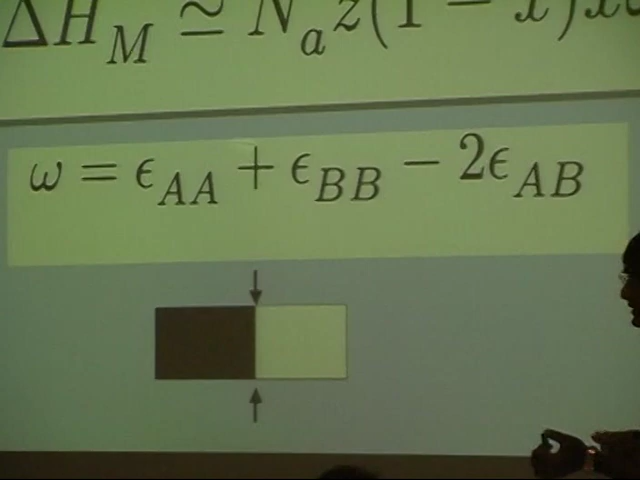 ΔH_M ≃ N_a z(1 − x)x
ω = ϵ_AA + ϵ_BB − 2ϵ_AB